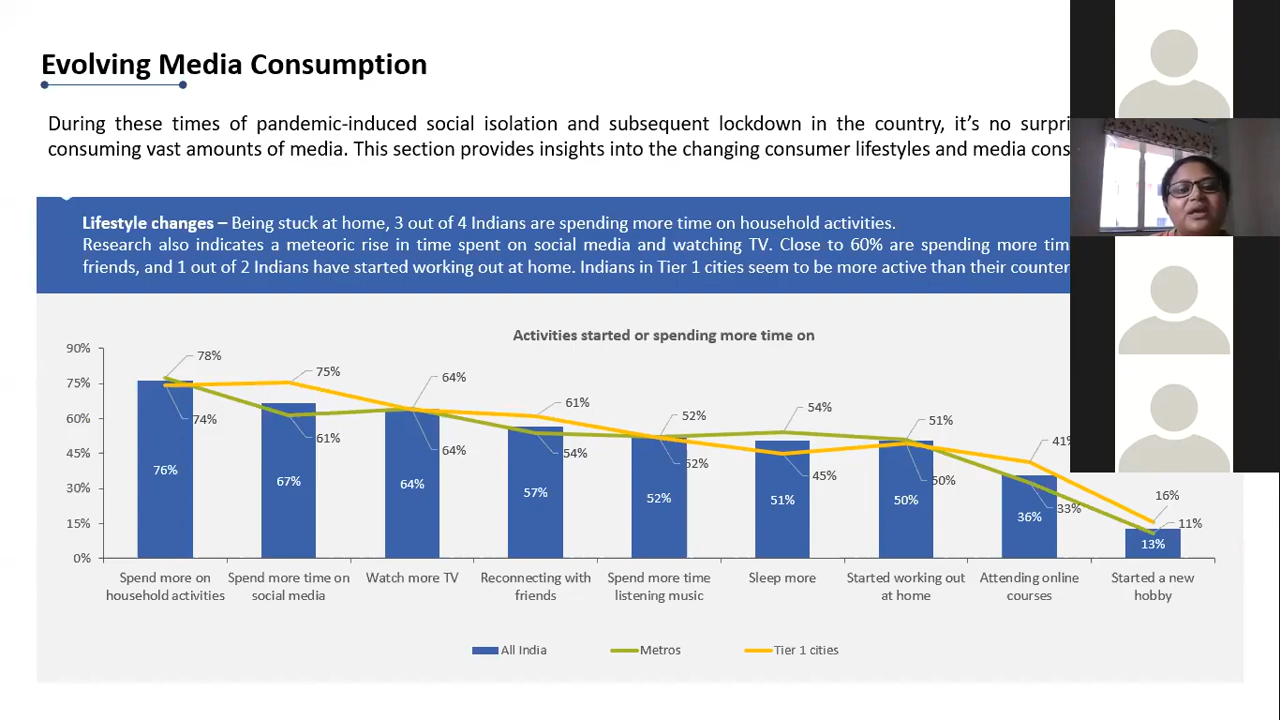 Evolving Media Consumption
During these times of pandemic-induced social isolation and subsequent lockdown in the country, it's no surpri
consuming vast amounts of media. This section provides insights into the changing consumer lifestyles and media cons
Lifestyle changes – Being stuck at home, 3 out of 4 Indians are spending more time on household activities.
Research also indicates a meteoric rise in time spent on social media and watching TV. Close to 60% are spending more tim
friends, and 1 out of 2 Indians have started working out at home. Indians in Tier 1 cities seem to be more active than their counter
Activities started or spending more time on
90%
75%
60%
45%
30%
15%
0%
78%
74%
76%
75%
61%
67%
64%
64%
64%
61%
54%
57%
52%
52%
52%
54%
45%
51%
51%
50%
50%
41%
33%
36%
16%
11%
13%
Spend more on
household activities
Spend more time on
social media
Watch more TV
Reconnecting with
friends
Spend more time
listening music
Sleep more
Started working out
at home
Attending online
courses
Started a new
hobby
All India
Metros
Tier 1 cities